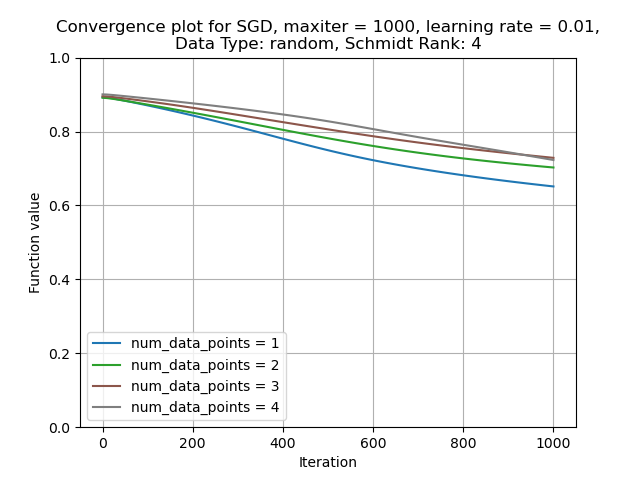 Convergence plot for SGD, maxiter = 1000, learning rate = 0.01,
Data Type: random, Schmidt Rank: 4
1.0
0.8
0.6
0.4
0.2
0.0
Function value
num_data_points = 1
num_data_points = 2
num_data_points = 3
num_data_points = 4
0 200 400 600 800 1000
Iteration